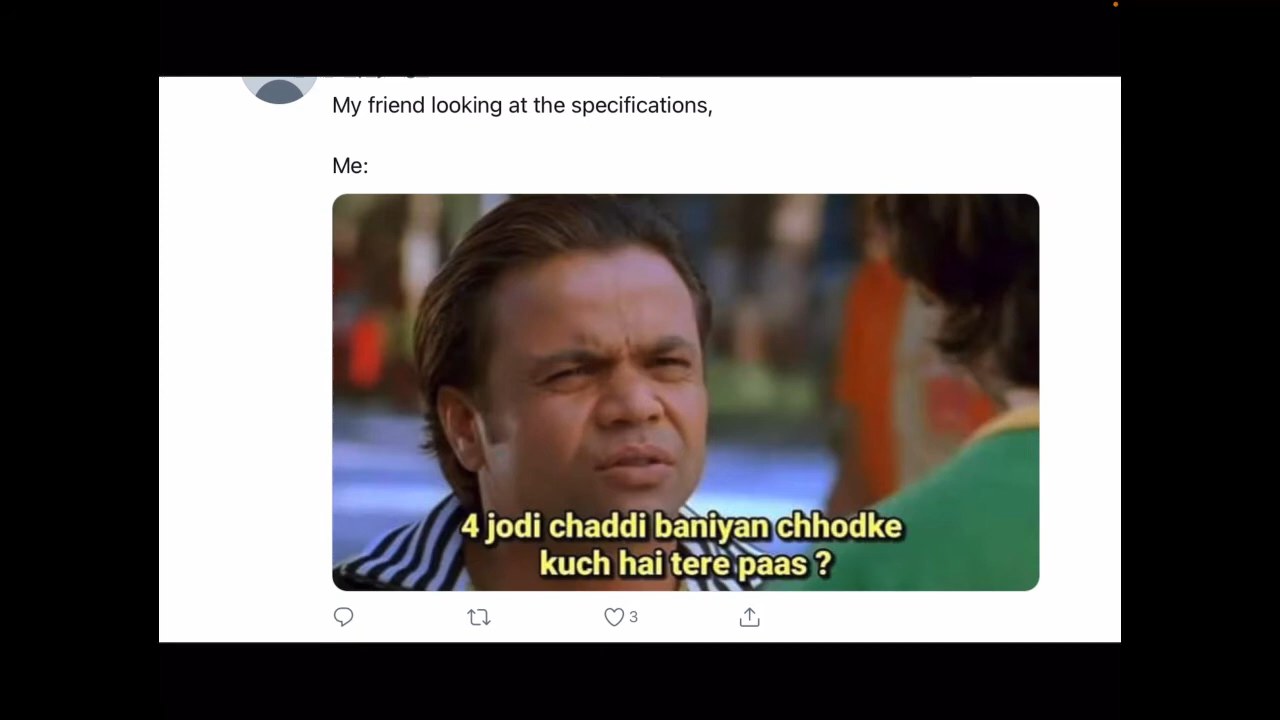 My friend looking at the specifications,
Me:
4 jodi chaddi baniyan chhodke
kuch hai tere paas ?
3